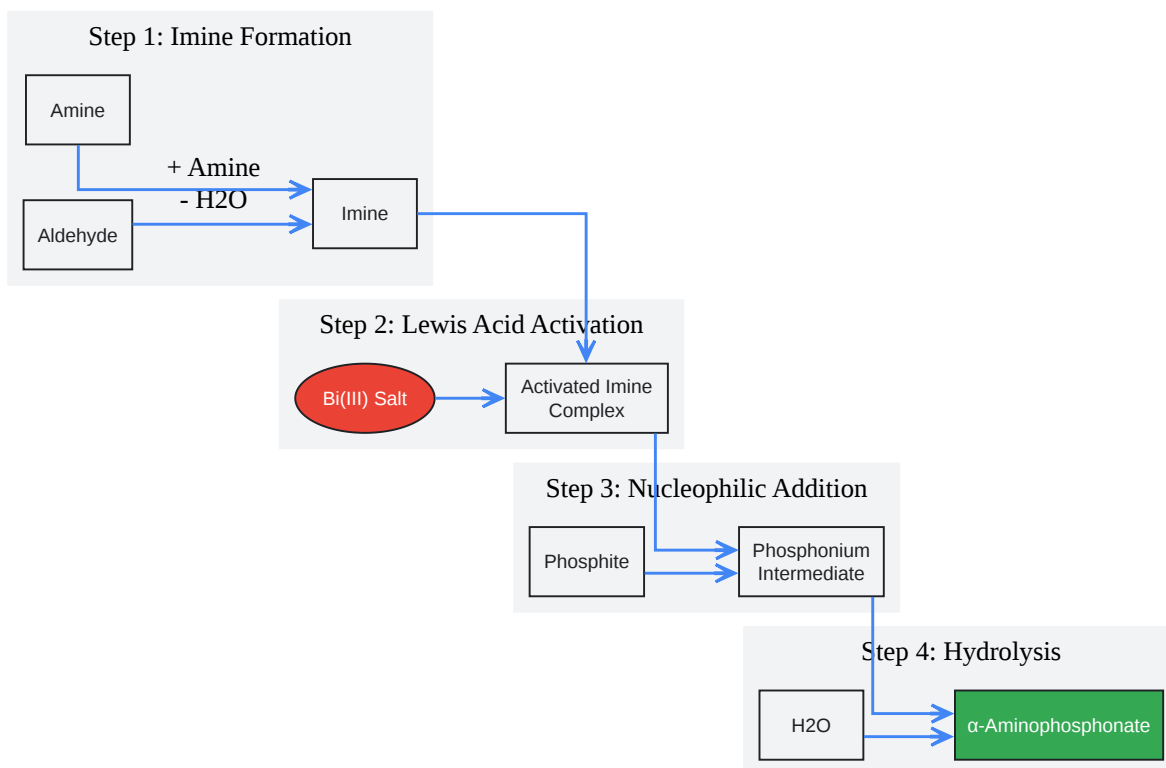 Step 1: Imine Formation
Amine
+ Amine
- H2O
Aldehyde
Imine
Step 2: Lewis Acid Activation
Bi(III) Salt
Activated Imine
Complex
Step 3: Nucleophilic Addition
Phosphite
Phosphonium
Intermediate
Step 4: Hydrolysis
H2O
α-Aminophosphonate